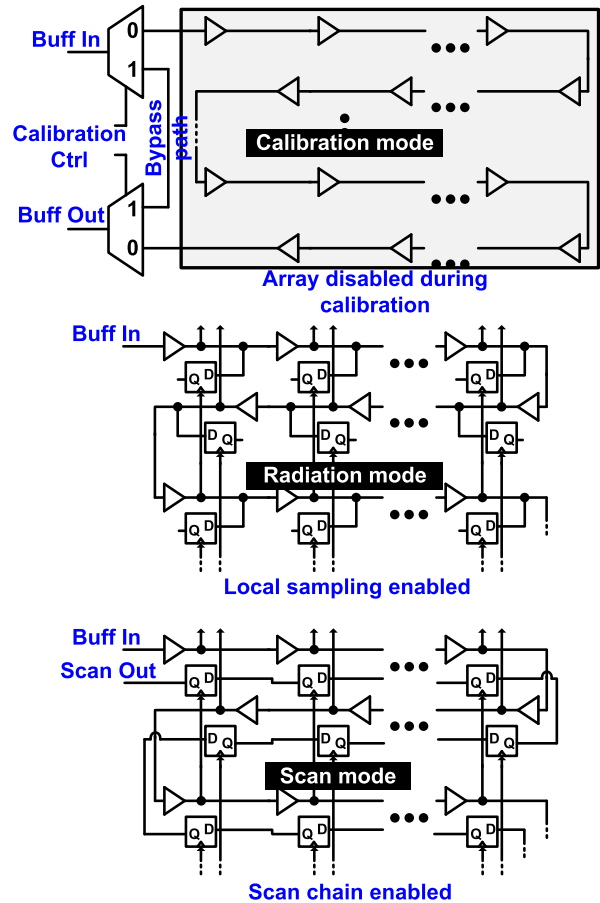 Buff In
0
1
Calibration
Ctrl
Bypass
path
Calibration mode
Buff Out
1
0
Array disabled during
calibration
Buff In
Q D
Q D
Q D
D Q
D Q
D Q
Radiation mode
Q D
Q D
Q D
Local sampling enabled
Buff In
Scan Out
Q D
Q D
Q D
D Q
D Q
D Q
Scan mode
Q D
Q D
Q D
Scan chain enabled